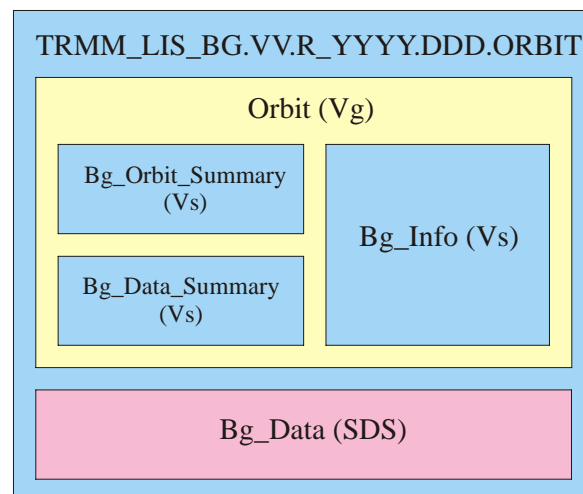 TRMM_LIS_BG.VV.R_YYYY.DDD.ORBIT
Orbit (Vg)
Bg_Orbit_Summary
(Vs)
Bg_Info (Vs)
Bg_Data_Summary
(Vs)
Bg_Data (SDS)